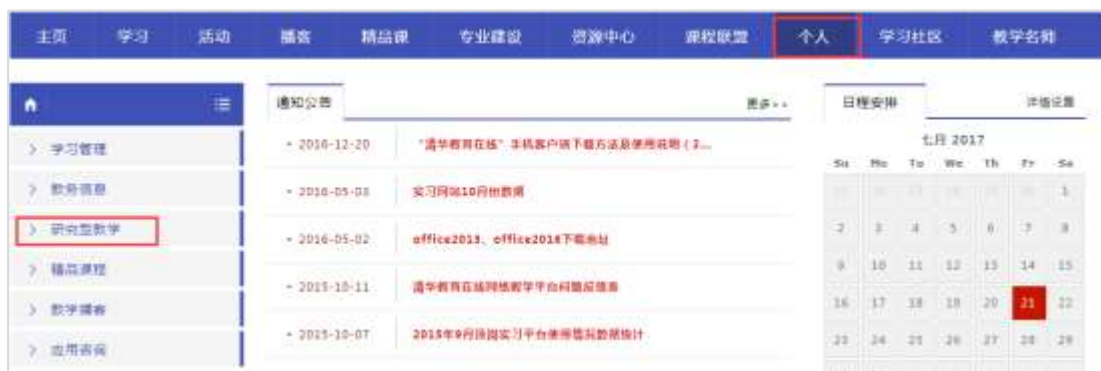 主页 学习 活动 播客 精品课 专业建设 资源中心 课程联盟 个人 学习社区 教学名师
通知公告 更多>>
日程安排 详细设置
学习管理
教务信息
研究型教学
精品课程
教学播客
应用咨询
• 2016-12-20 "清华教育在线"手机客户端下载方法及使用说明(2...
• 2016-05-03 实习网站10月份数据
• 2016-05-02 office2013、office2016下载地址
• 2015-10-11 清华教育在线网络教学平台问题反馈表
• 2015-10-07 2015年9月顶岗实习平台使用情况数据统计
七月 2017
Su Mo Tu We Th Fr Sa
1
2 3 4 5 6 7 8
9 10 11 12 13 14 15
16 17 18 19 20 21 22
23 24 25 26 27 28 29